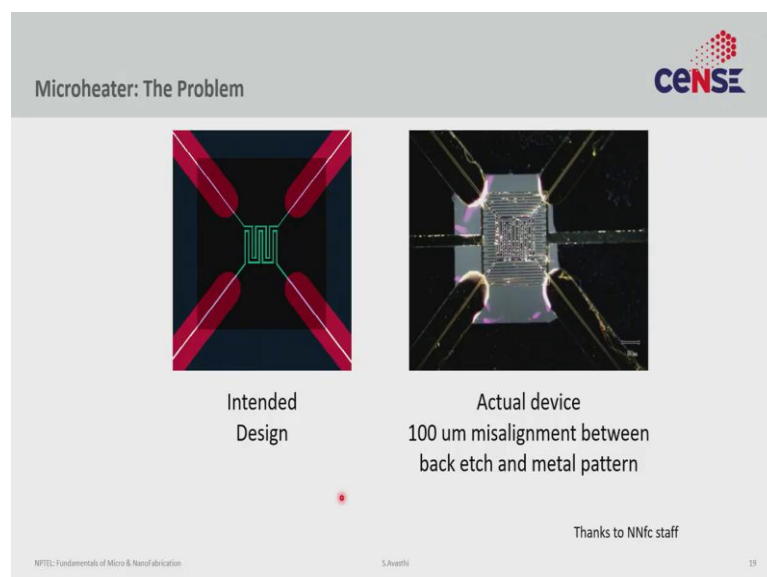 Microheater: The Problem
CeNSE
Intended
Design
Actual device
100 um misalignment between
back etch and metal pattern
Thanks to NNfc staff
NPTEL: Fundamentals of Micro & NanoFabrication
S.Avasthi
19